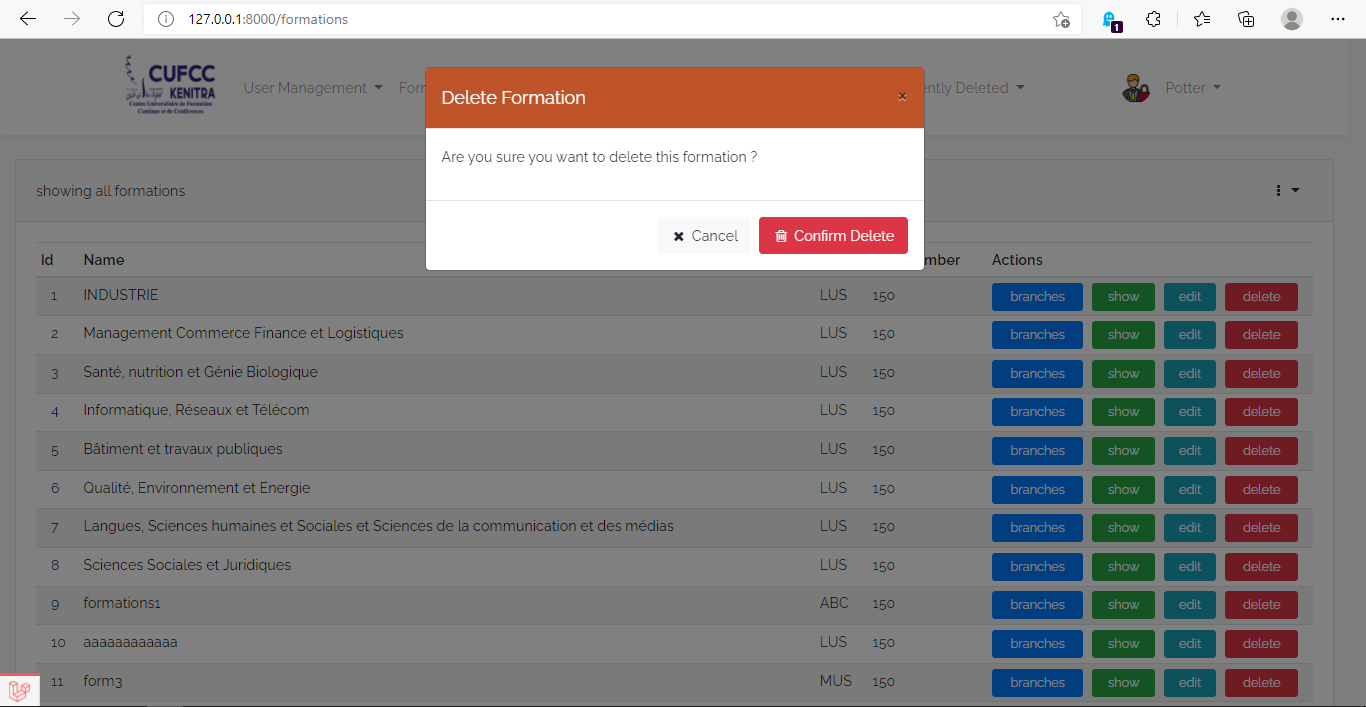 127.0.0.1:8000/formations
1
CUFCC
KENITRA
Centre Universitaire de Formation
Continue et de Conférences
User Management
Form
ently Deleted
Potter
Delete Formation
×
Are you sure you want to delete this formation ?
Cancel
Confirm Delete
showing all formations
Id Name mber Actions
1 INDUSTRIE LUS 150 branches show edit delete
2 Management Commerce Finance et Logistiques LUS 150 branches show edit delete
3 Santé, nutrition et Génie Biologique LUS 150 branches show edit delete
4 Informatique, Réseaux et Télécom LUS 150 branches show edit delete
5 Bâtiment et travaux publiques LUS 150 branches show edit delete
6 Qualité, Environnement et Energie LUS 150 branches show edit delete
7 Langues, Sciences humaines et Sociales et Sciences de la communication et des médias LUS 150 branches show edit delete
8 Sciences Sociales et Juridiques LUS 150 branches show edit delete
9 formations1 ABC 150 branches show edit delete
10 aaaaaaaaaaaa LUS 150 branches show edit delete
11 form3 MUS 150 branches show edit delete